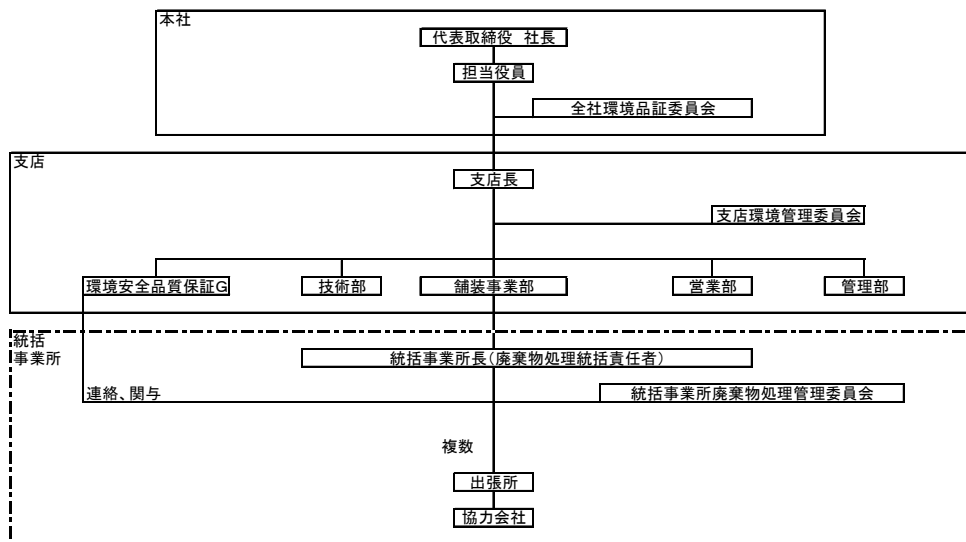 本社
代表取締役 社長
担当役員
全社環境品証委員会
支店
支店長
支店環境管理委員会
環境安全品質保証G
技術部
舗装事業部
営業部
管理部
統括
事業所
統括事業所長(廃棄物処理統括責任者)
連絡、関与
統括事業所廃棄物処理管理委員会
複数
出張所
協力会社